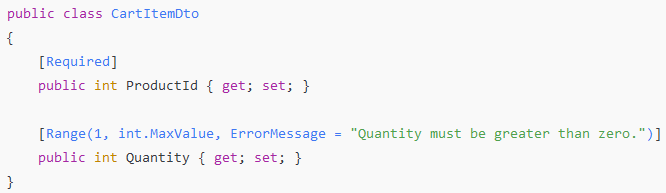 public class CartItemDto
{
    [Required]
    public int ProductId { get; set; }

    [Range(1, int.MaxValue, ErrorMessage = "Quantity must be greater than zero.")]
    public int Quantity { get; set; }
}